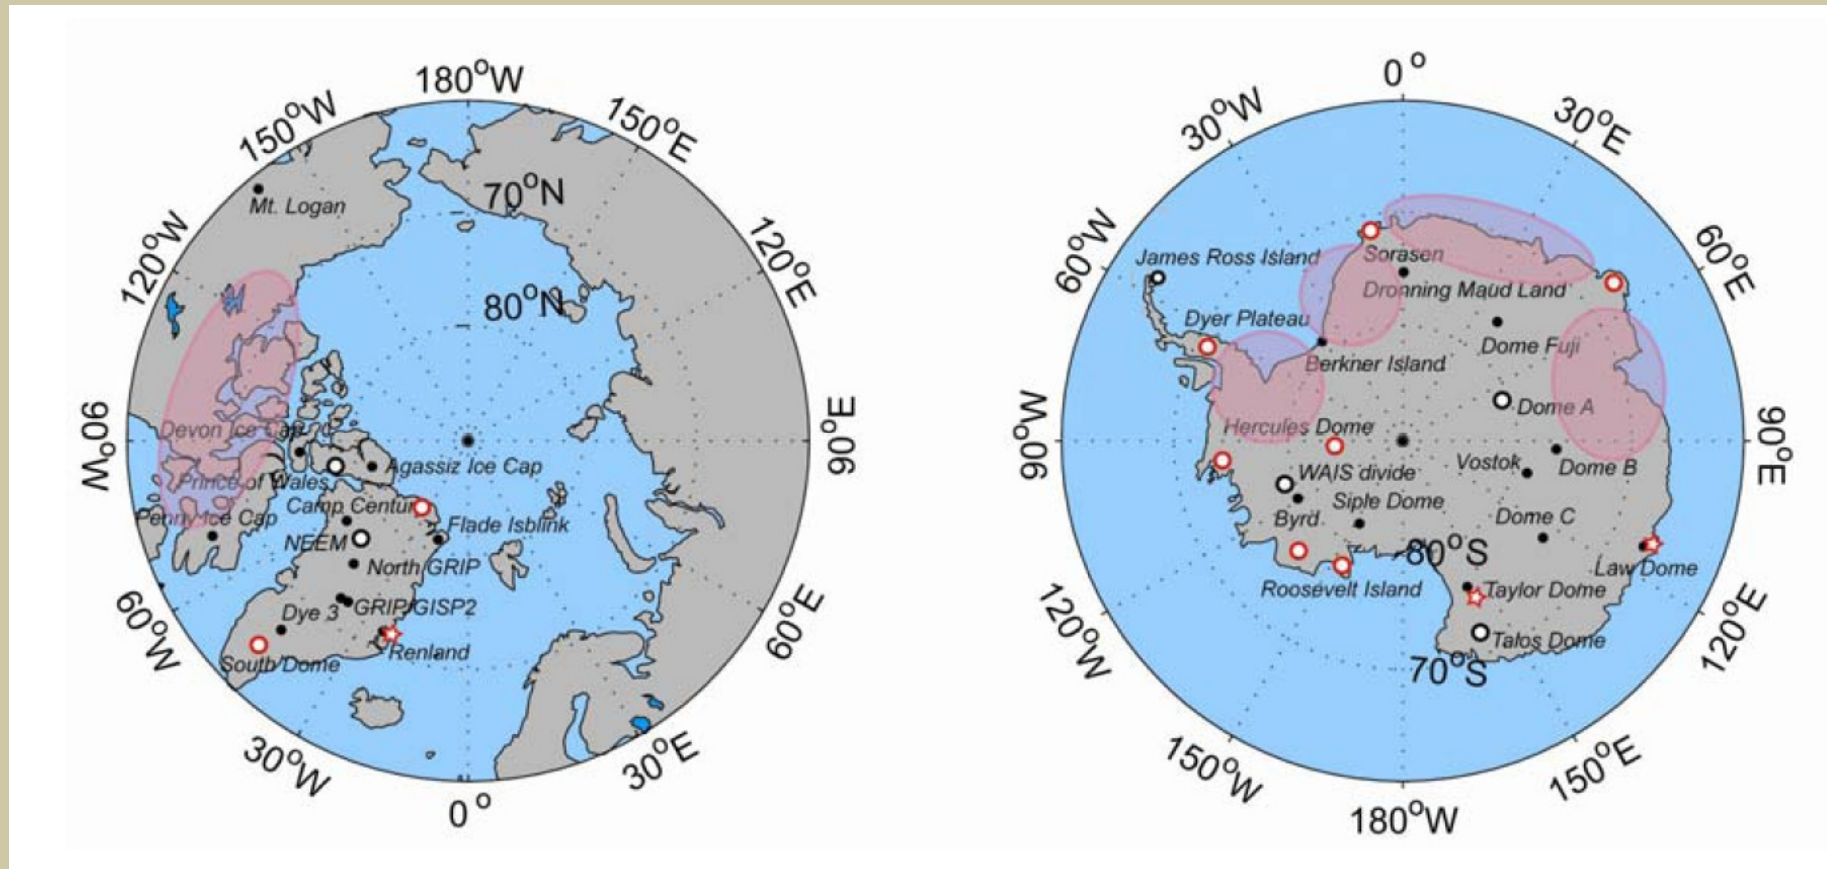 180°W
150°W
150°E
120°W
120°E
90°W
90°E
60°W
60°E
30°W
30°E
0°
70°N
80°N
Mt. Logan
Devon Ice Cap
Agassiz Ice Cap
Prince of Wales
Camp Century
Penny Ice Cap
Flade Isblink
NEEM
North GRIP
Dye 3
GRIP/GISP2
Renland
South Dome
0°
30°W
30°E
60°W
60°E
90°W
90°E
120°W
120°E
150°W
150°E
180°W
James Ross Island
Sorasen
Dronning Maud Land
Dyer Plateau
Dome Fuji
Berkner Island
Dome A
Hercules Dome
WAIS divide
Vostok
Dome B
Siple Dome
Byrd
Dome C
80°S
Law Dome
Roosevelt Island
Taylor Dome
Talos Dome
70°S